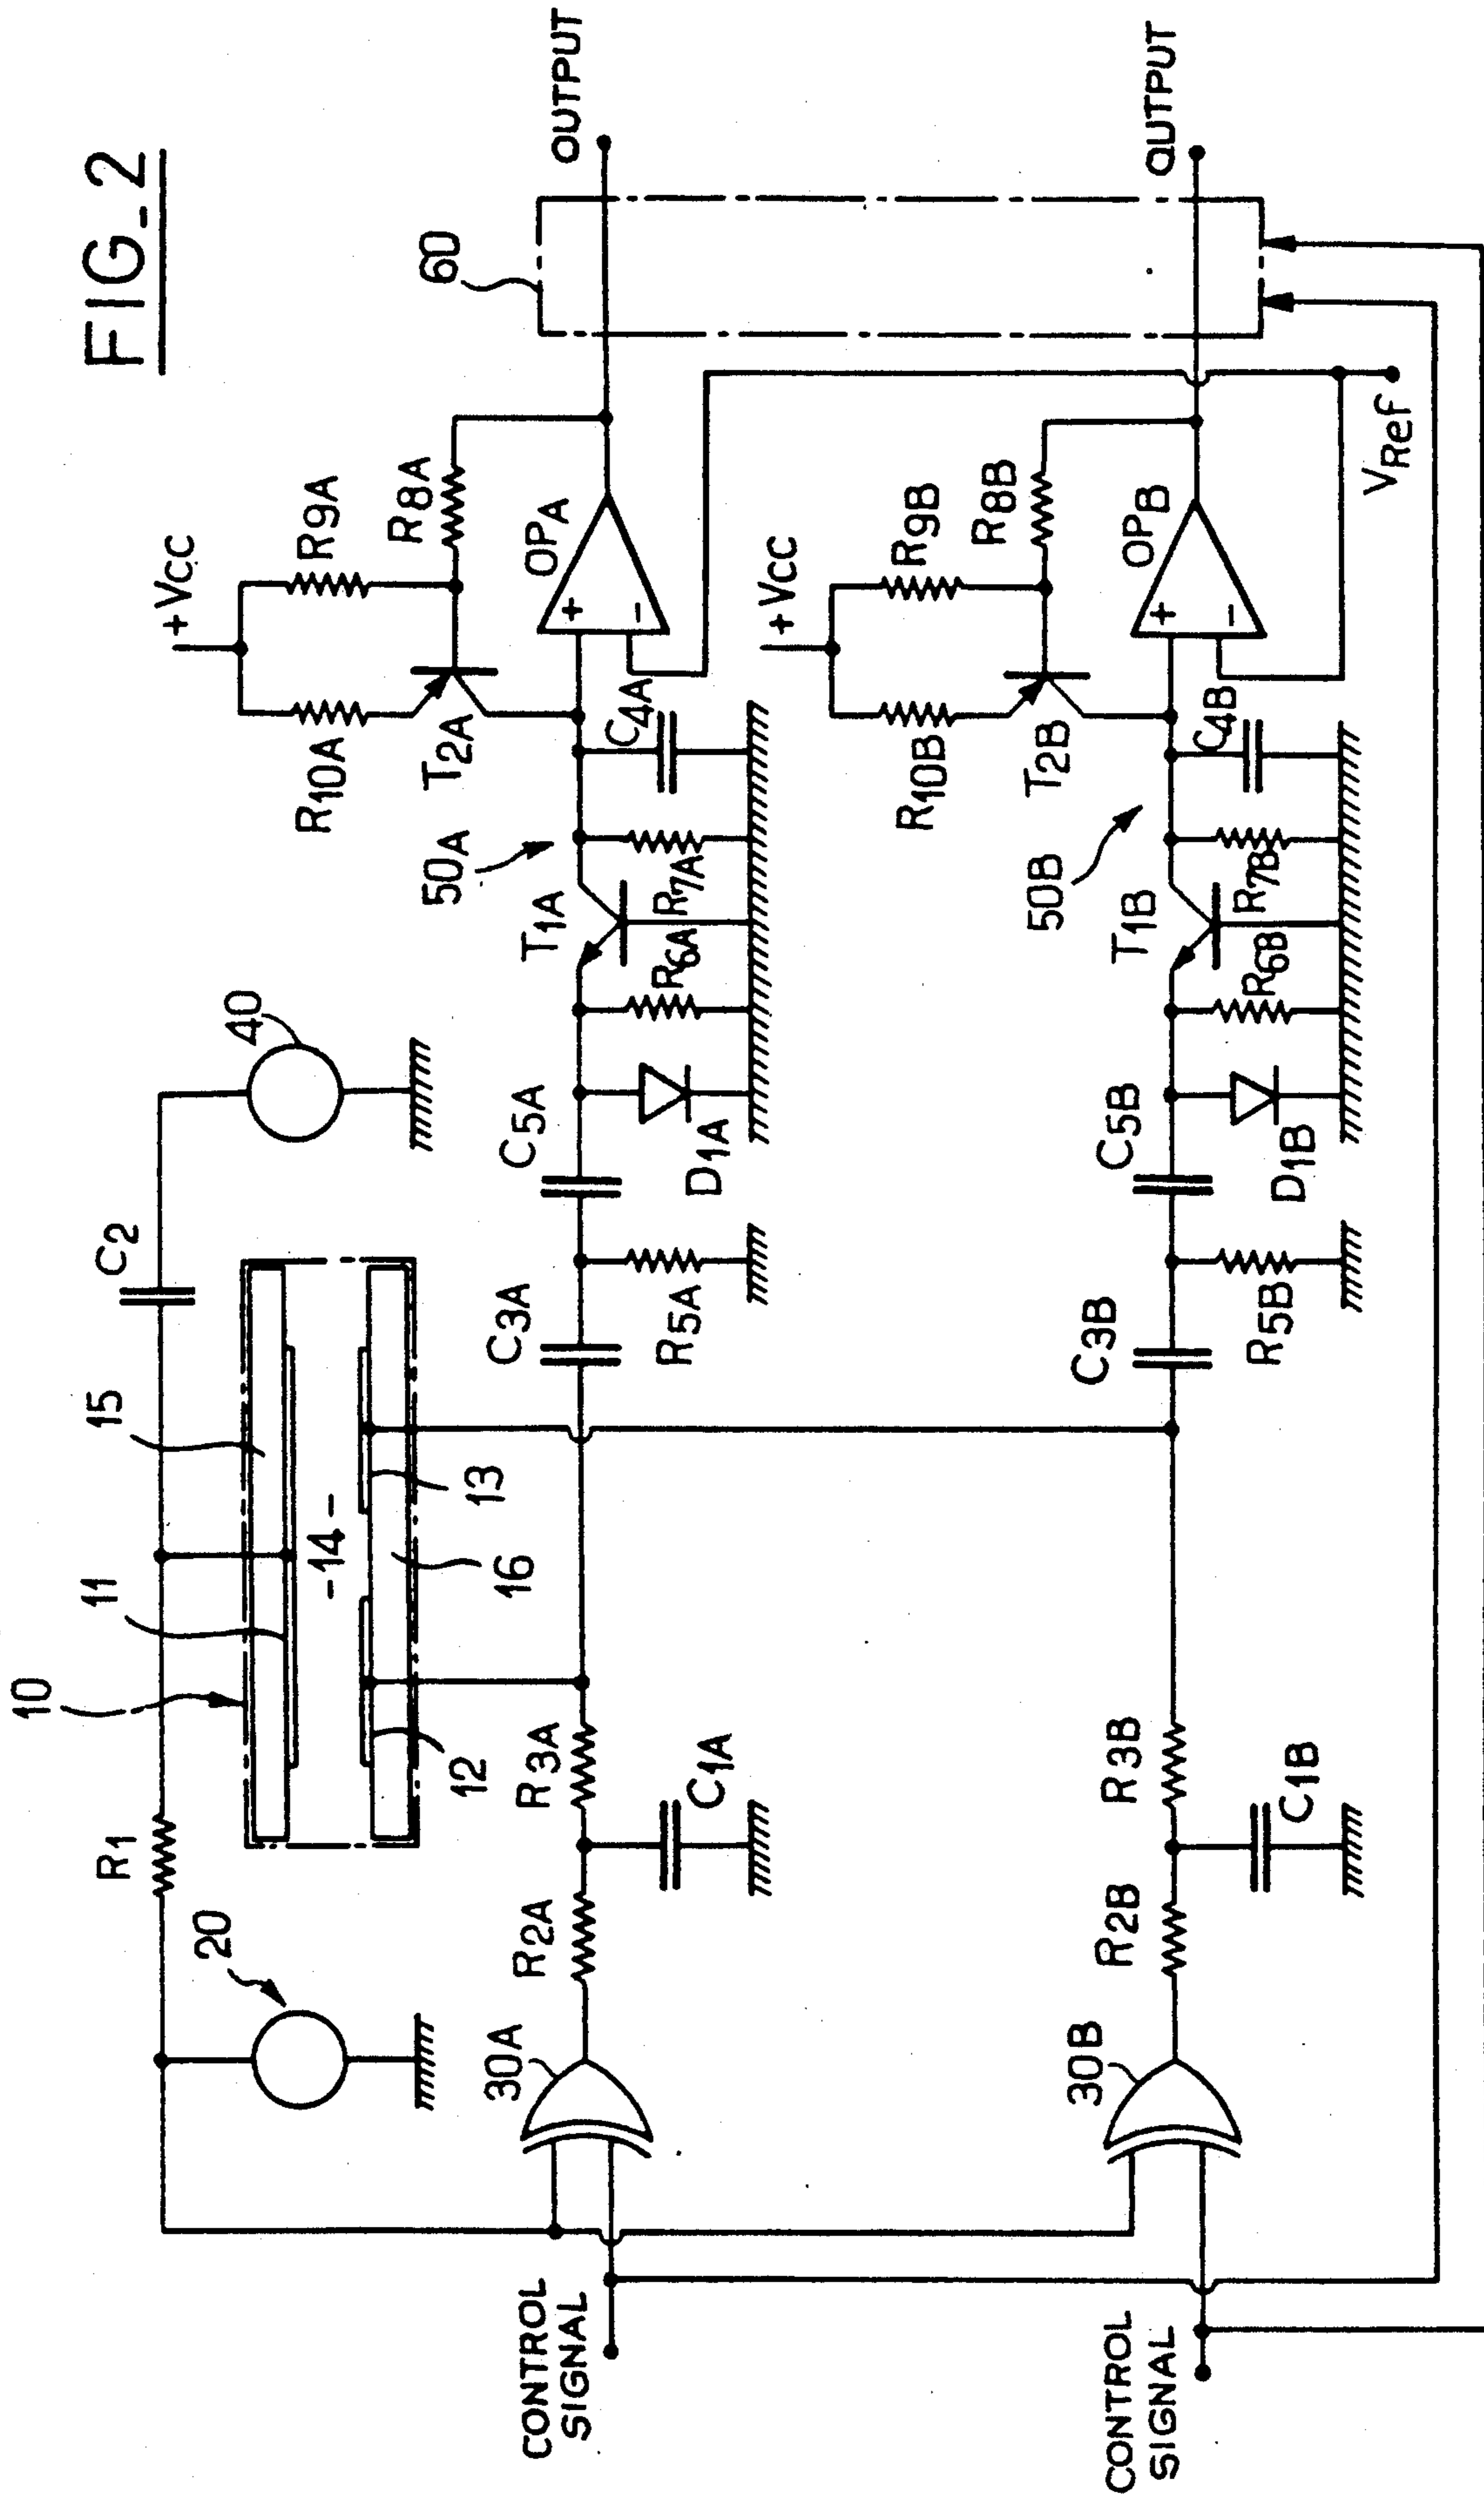 FIG_2
10
11
15
C2
R1
20
40
-14-
12
16
13
30A
R2A
R3A
C1A
C3A
R5A
C5A
D1A
R6A
T1A
R7A
50A
C4A
T2A
R10A
+VCC
R9A
R8A
OPA
+
-
60
OUTPUT
CONTROL
SIGNAL
30B
R2B
R3B
C1B
C3B
R5B
C5B
D1B
R6B
T1B
R7B
50B
C4B
T2B
R10B
+VCC
R9B
R8B
OPB
+
-
VRef
OUTPUT
CONTROL
SIGNAL